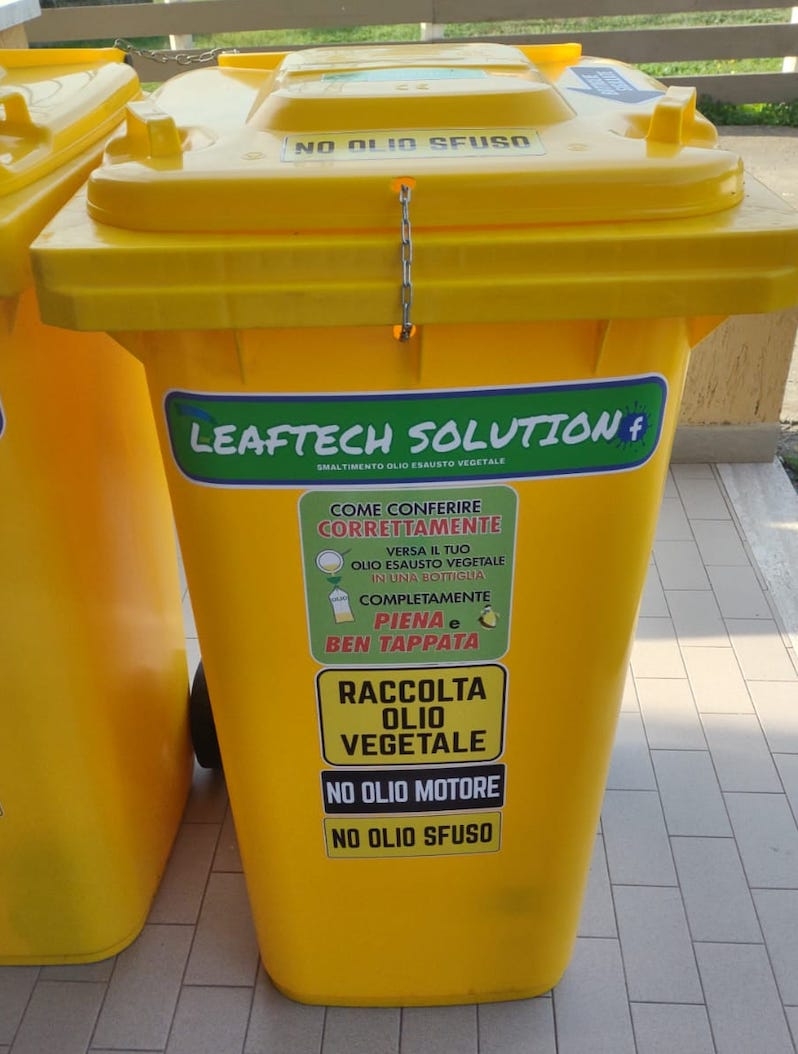 NO OLIO SFUSO
LEAFTECH SOLUTION f
SMALTIMENTO OLIO ESAUSTO VEGETALE
COME CONFERIRE
CORRETTAMENTE
VERSA IL TUO
OLIO ESAUSTO VEGETALE
IN UNA BOTTIGLIA
OLIO
COMPLETAMENTE
PIENA e
BEN TAPPATA
RACCOLTA
OLIO
VEGETALE
NO OLIO MOTORE
NO OLIO SFUSO